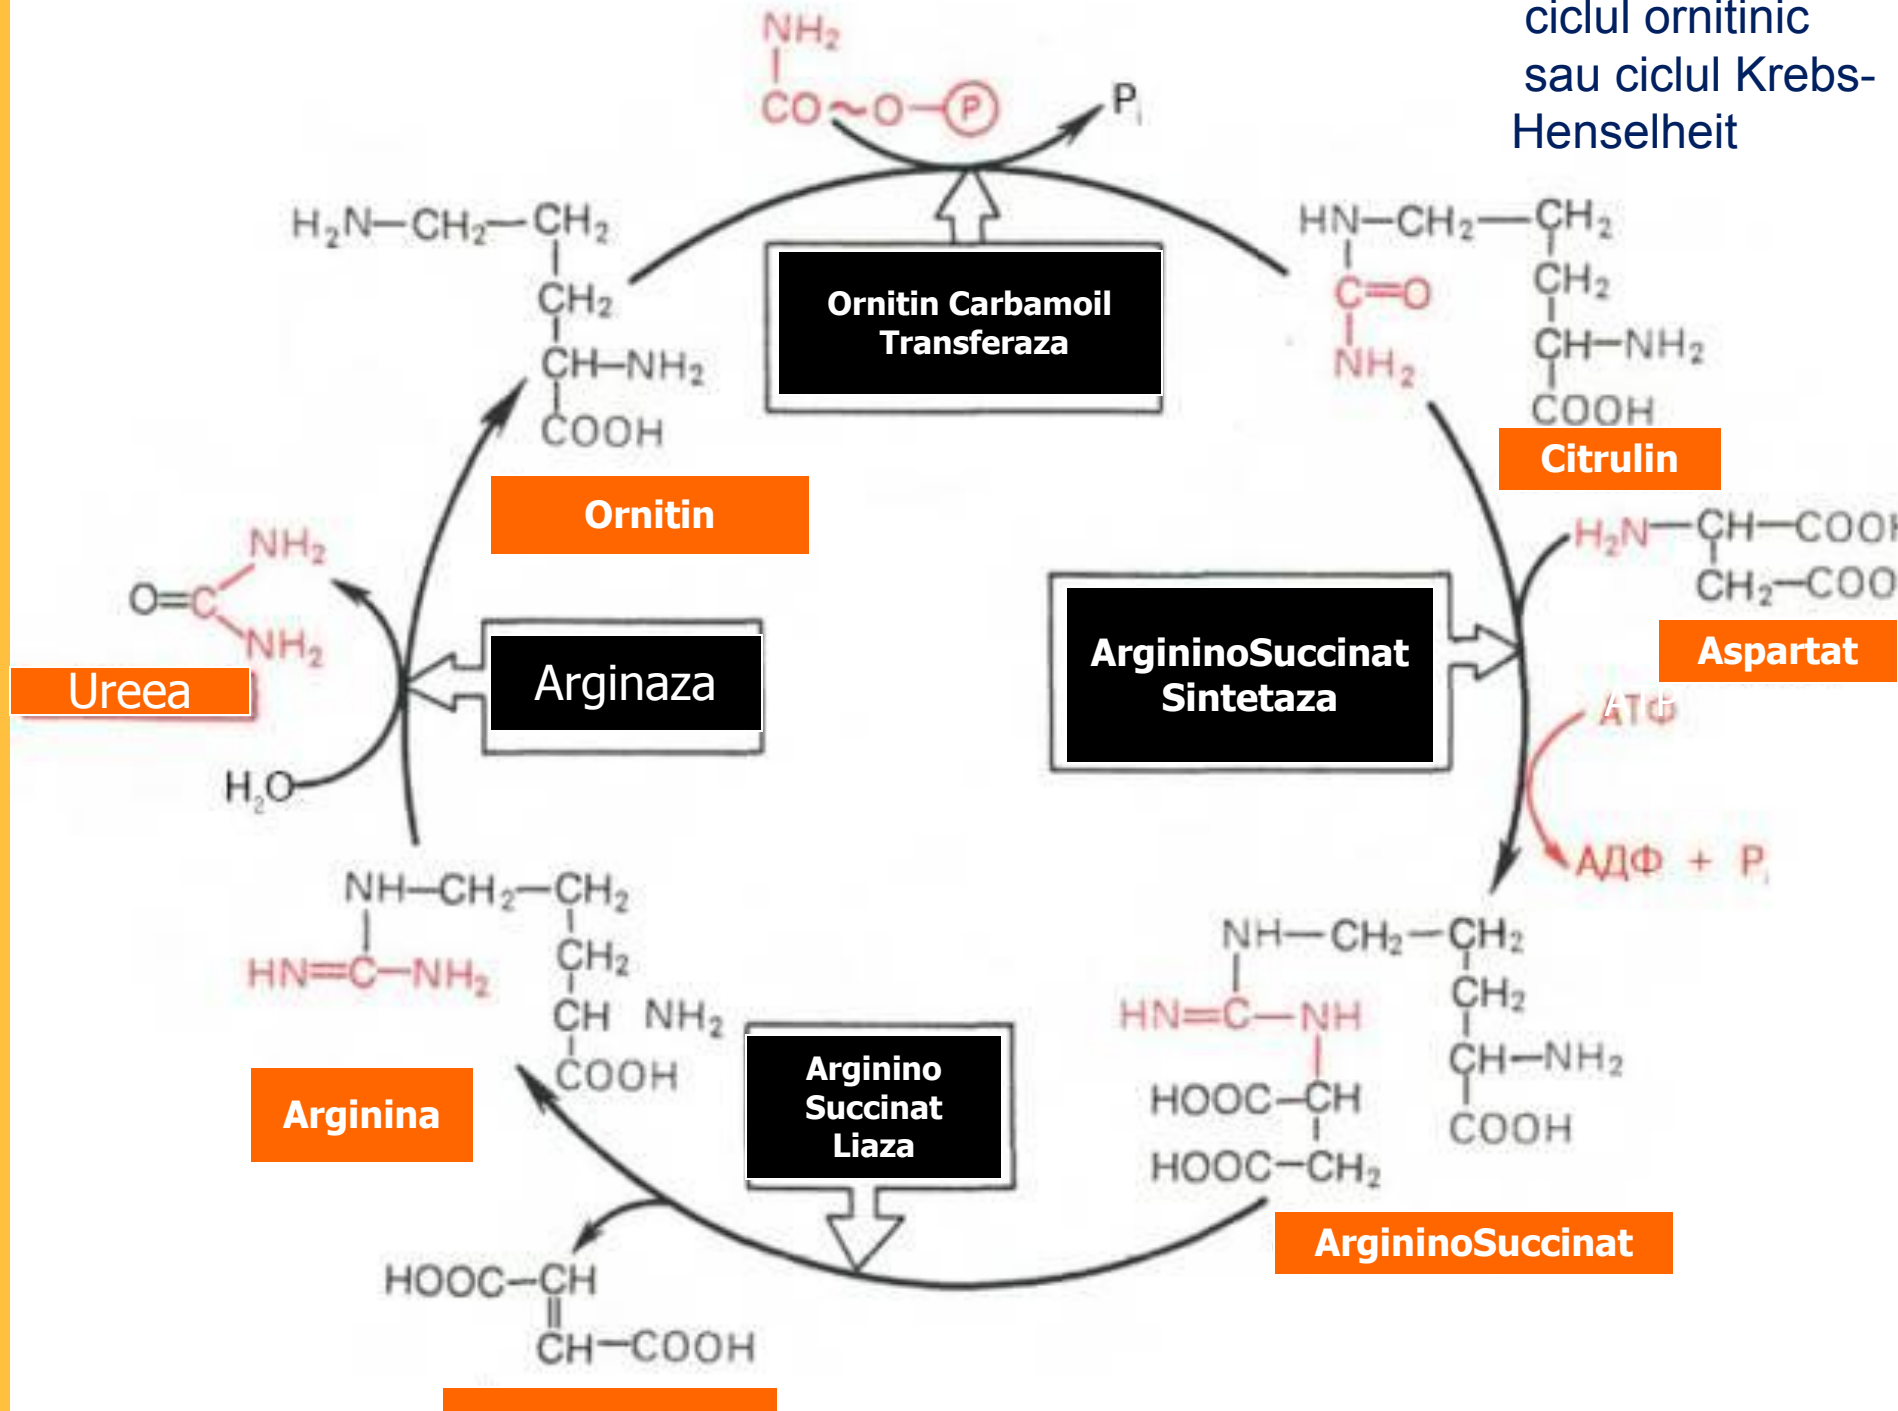 ciclul ornitinic
sau ciclul Krebs-
Henselheit
NH₂
CO~O—P
Pᵢ
H₂N—CH₂—CH₂
CH₂
CH—NH₂
COOH
Ornitin
Ornitin Carbamoil
Transferaza
HN—CH₂—CH₂
C=O
CH₂
NH₂
CH—NH₂
COOH
Citrulin
H₂N—CH—COOH
CH₂—COO
Aspartat
ArgininoSuccinat
Sintetaza
АТФ
АДФ + Pᵢ
NH₂
O=C
NH₂
Ureea
Arginaza
H₂O
NH—CH₂—CH₂
HN=C—NH₂
CH₂
CH NH₂
COOH
Arginina
Arginino
Succinat
Liaza
NH—CH₂—CH₂
HN=C—NH
CH₂
CH—NH₂
HOOC—CH
COOH
HOOC—CH₂
ArgininoSuccinat
HOOC—CH
CH—COOH